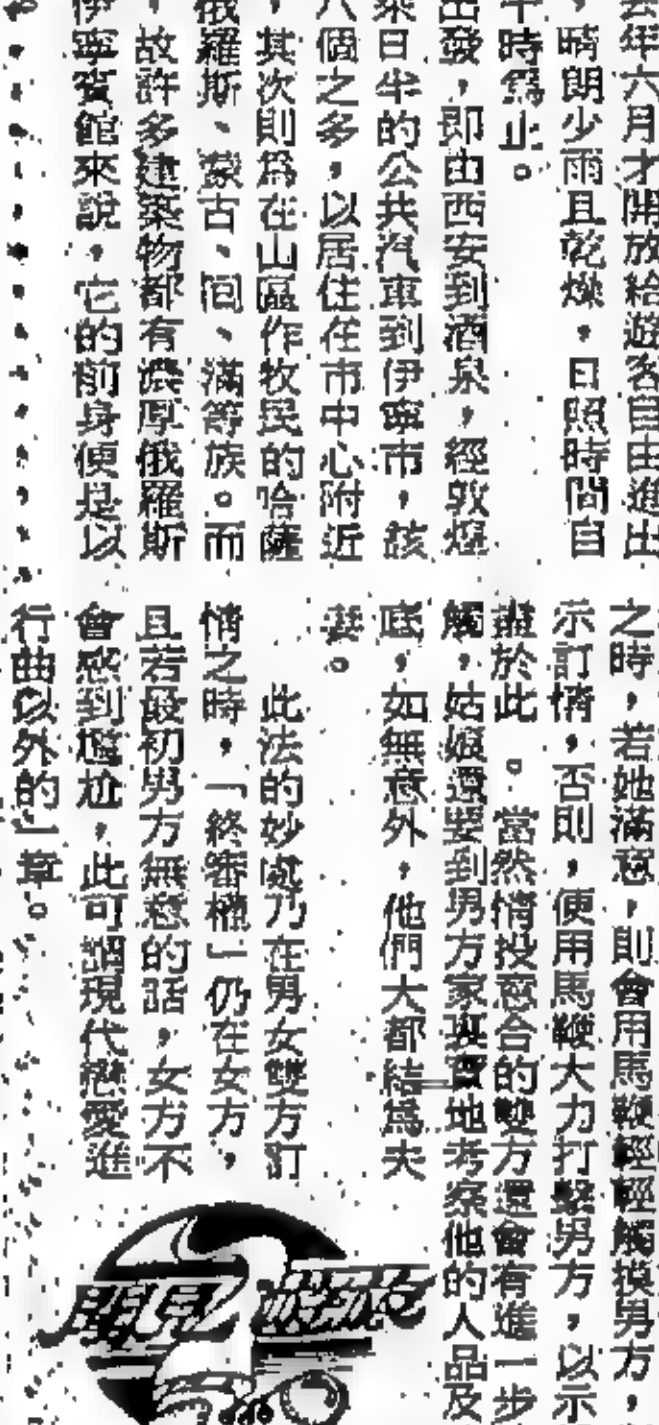 去年六月才開放給遊客自由進出
，晴朗少雨且乾燥，日照時間自
午時爲止。
出發，即由西安到酒泉，經敦煌
乘日半的公共汽車到伊寧市，該
八個之多，以居住在市中心附近
，其次則爲在山區作牧民的哈薩
俄羅斯、蒙古、回、滿等族。而
，故許多建築物都有濃厚俄羅斯
伊寧賓館來說，它的前身便是以
之時，若她滿意，則會用馬鞭輕輕觸摸男方，
示訂情，否則，便用馬鞭大力打擊男方，以示
盡於此。當然情投意合的雙方還會有進一步
觸，姑娘還要到男方家裏實地考察他的人品及
底，如無意外，他們大都結爲夫
妻。
此法的妙處乃在男女雙方訂
情之時，「終審權」仍在女方，
且若最初男方無意的話，女方不
會感到尷尬，此可謂現代戀愛進
行曲以外的一章。